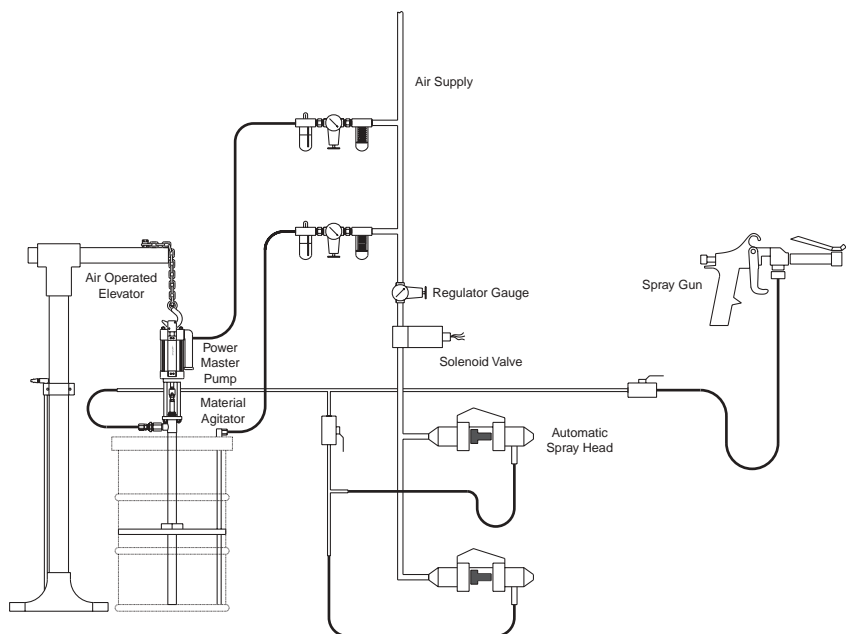 Air Supply
Air Operated
Elevator
Regulator Gauge
Spray Gun
Power
Master
Pump
Solenoid Valve
Material
Agitator
Automatic
Spray Head